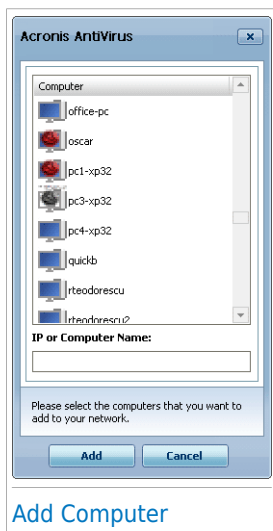 Acronis AntiVirus
Computer
office-pc
oscar
pc1-xp32
pc3-xp32
pc4-xp32
quickb
rteodorescu
rteodorescu2
IP or Computer Name:
Please select the computers that you want to
add to your network.
Add
Cancel
Add Computer